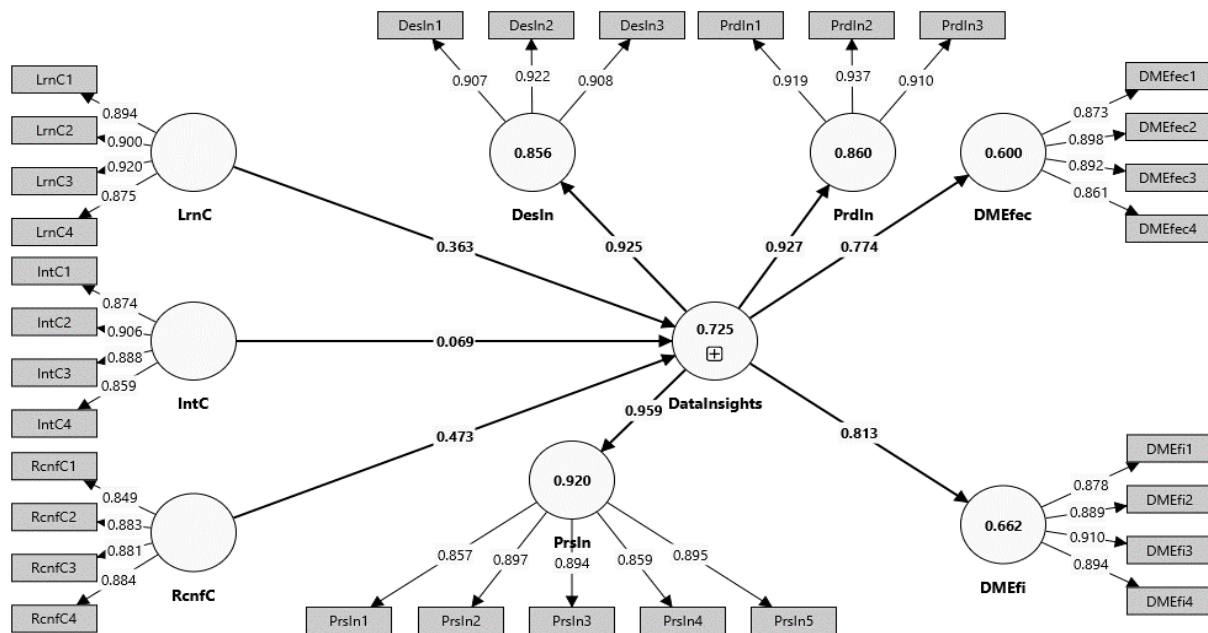 DesIn1
DesIn2
DesIn3
PrdIn1
PrdIn2
PrdIn3
0.907
0.922
0.908
0.919
0.937
0.910
LrnC1
LrnC2
LrnC3
LrnC4
0.894
0.900
0.920
0.875
LrnC
0.856
DesIn
0.860
PrdIn
0.600
DMEfec
0.873
0.898
0.892
0.861
DMEfec1
DMEfec2
DMEfec3
DMEfec4
0.363
0.925
0.927
0.774
IntC1
IntC2
IntC3
IntC4
0.874
0.906
0.888
0.859
IntC
0.069
0.725
DataInsights
0.473
0.959
0.813
RcnfC1
RcnfC2
RcnfC3
RcnfC4
0.849
0.883
0.881
0.884
RcnfC
0.920
PrsIn
0.857
0.897
0.894
0.859
0.895
PrsIn1
PrsIn2
PrsIn3
PrsIn4
PrsIn5
0.662
DMEfi
0.878
0.889
0.910
0.894
DMEfi1
DMEfi2
DMEfi3
DMEfi4